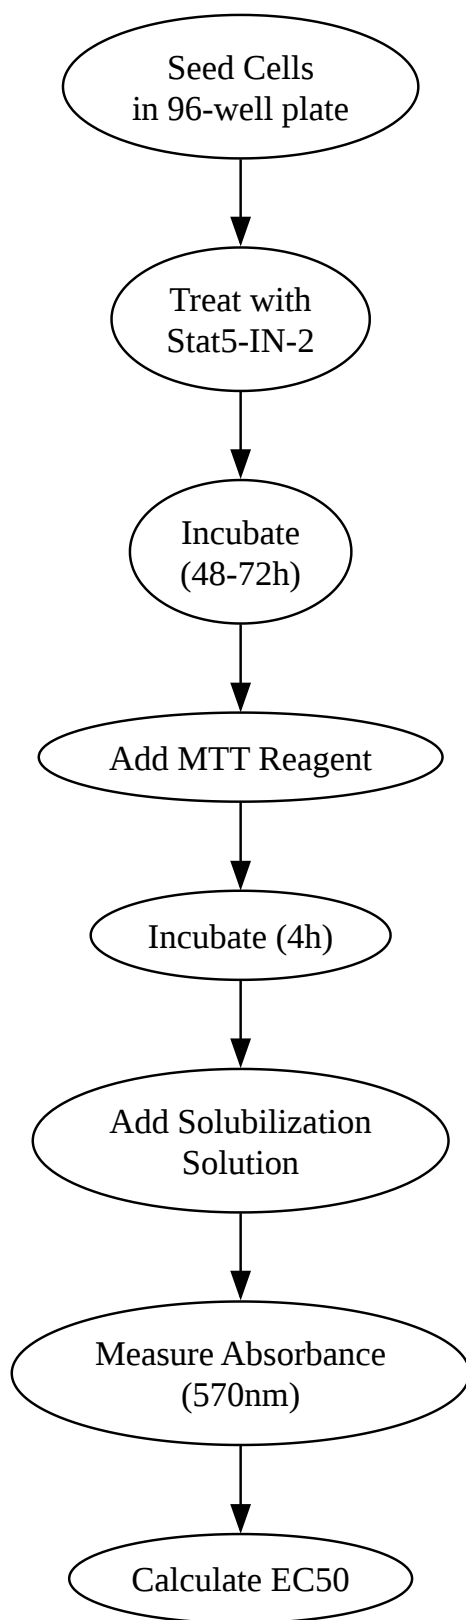 Seed Cells
in 96-well plate
Treat with
Stat5-IN-2
Incubate
(48-72h)
Add MTT Reagent
Incubate (4h)
Add Solubilization
Solution
Measure Absorbance
(570nm)
Calculate EC50